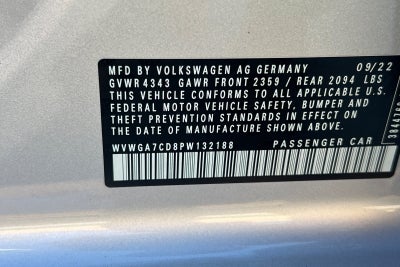 MFD BY VOLKSWAGEN AG GERMANY 09/22
GVWR 4343 GAWR FRONT 2359 / REAR 2094 LBS
THIS VEHICLE CONFORMS TO ALL APPLICABLE U.S.
FEDERAL MOTOR VEHICLE SAFETY, BUMPER AND
THEFT PREVENTION STANDARDS IN EFFECT ON
THE DATE OF MANUFACTURE SHOWN ABOVE.
WVWGA7CD8PW132188 PASSENGER CAR